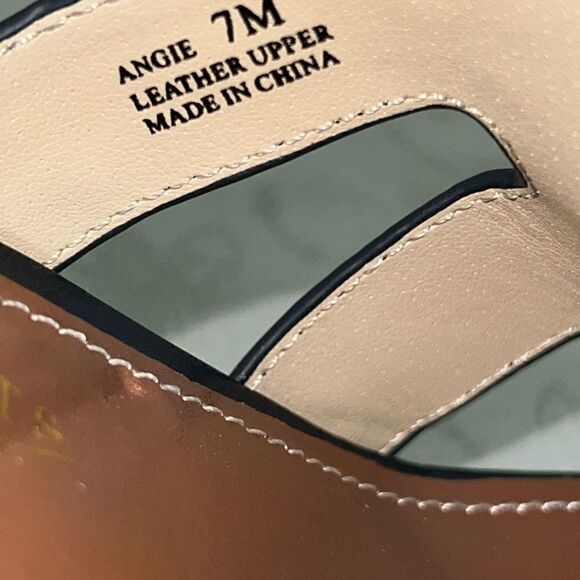 ANGIE 7M
LEATHER UPPER
MADE IN CHINA